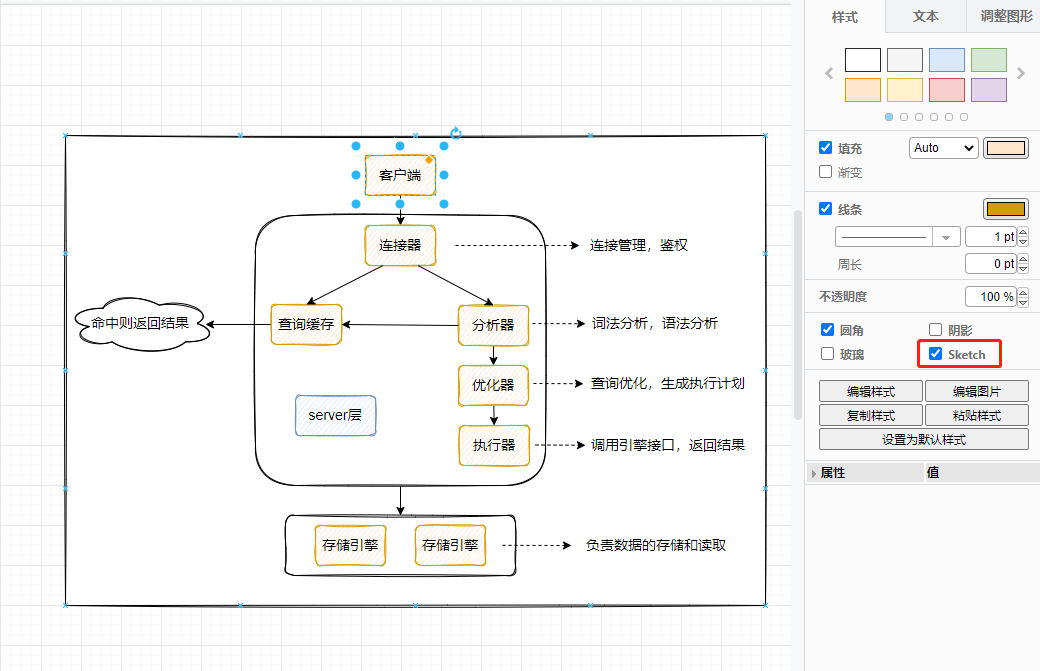 客户端
连接器
连接管理，鉴权
命中则返回结果
查询缓存
分析器
词法分析，语法分析
优化器
查询优化，生成执行计划
server层
执行器
调用引擎接口，返回结果
存储引擎
存储引擎
负责数据的存储和读取
样式
文本
调整图形
填充
Auto
渐变
线条
1 pt
周长
0 pt
不透明度
100 %
圆角
阴影
玻璃
Sketch
编辑样式
编辑图片
复制样式
粘贴样式
设置为默认样式
属性
值